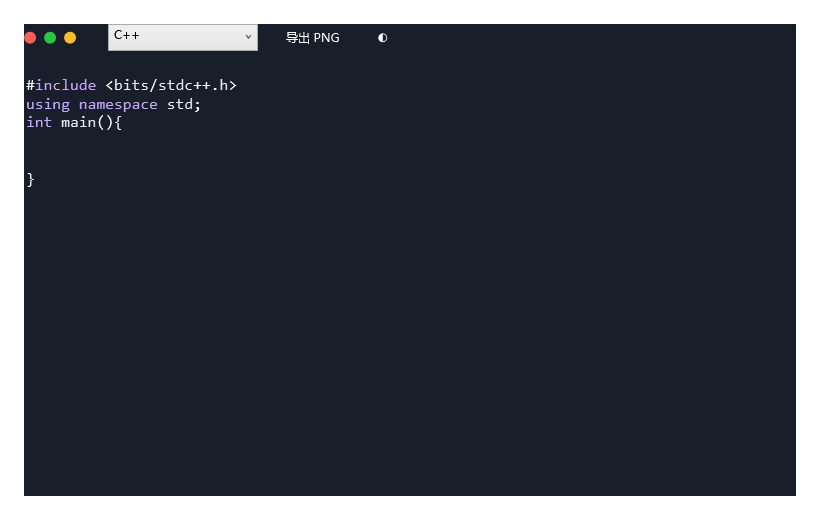 C++ 导出 PNG
#include <bits/stdc++.h>
using namespace std;
int main(){
}